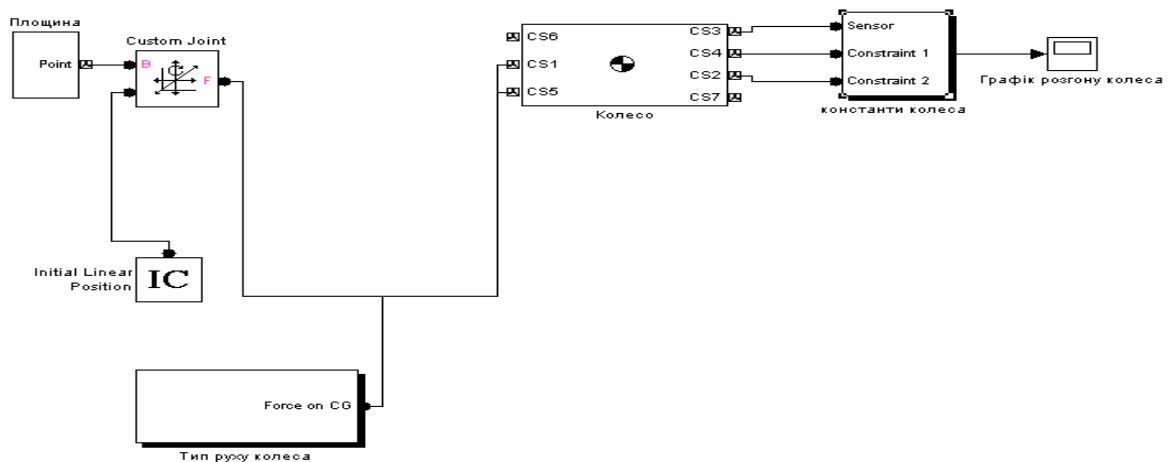 Площина
Point
Custom Joint
B
C
F
Initial Linear
Position
IC
Force on CG
Тип руху колеса
CS6
CS1
CS5
CS3
CS4
CS2
CS7
Колесо
Sensor
Constraint 1
Constraint 2
константи колеса
Графік розгону колеса